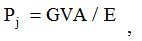 Pj = GVA / E ,